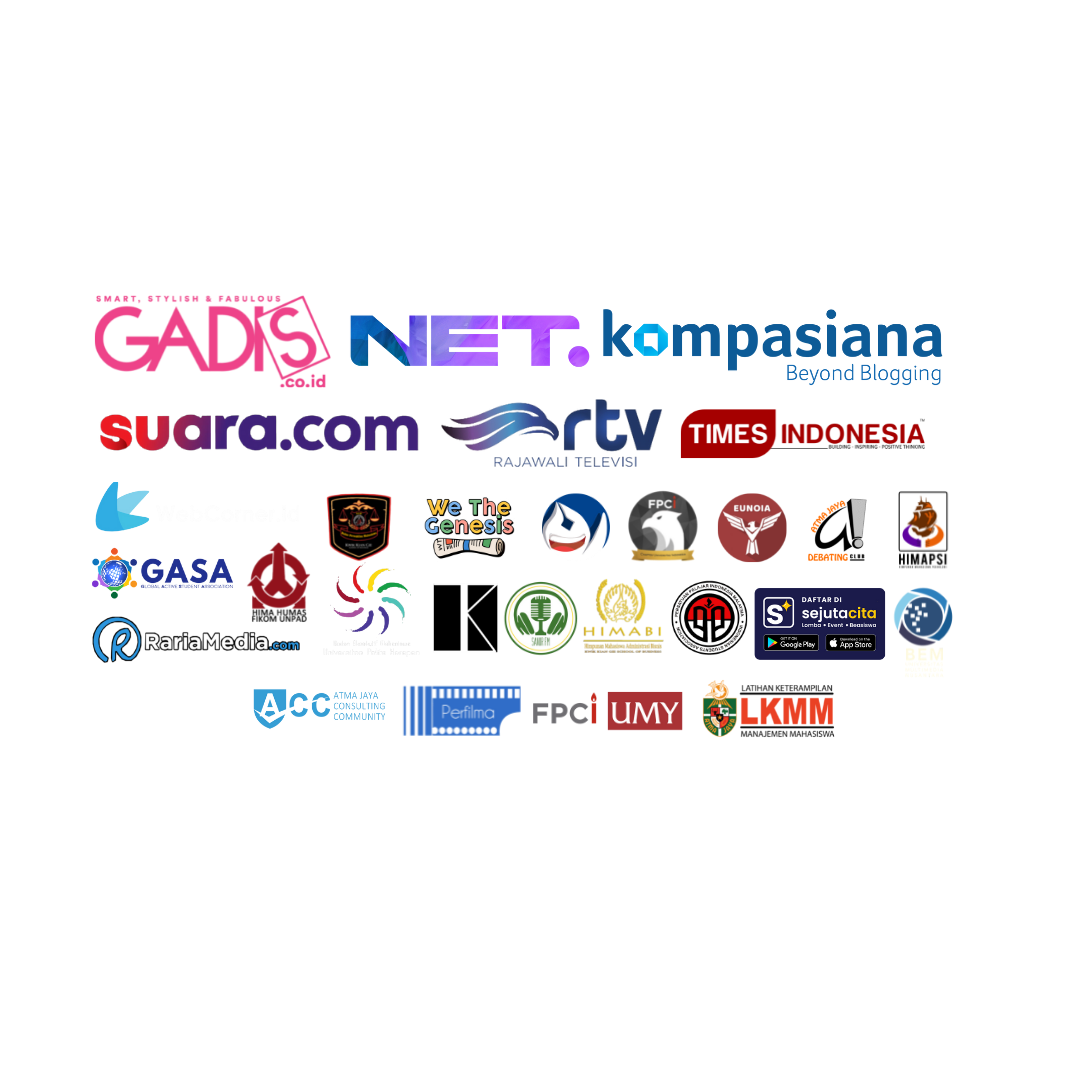 SMART, STYLISH & FABULOUS
GADIS
.co.id
NET.
kompasiana
Beyond Blogging
suara.com
rtv
RAJAWALI TELEVISI
TIMES INDONESIA
BUILDING · INSPIRING · POSITIVE THINKING
We The
Genesis
FPCI
EUNOIA
ATMA JAYA
DEBATING CLUB
HIMAPSI
GASA
GLOBAL ACTIVE STUDENT ASSOCIATION
HIMA HUMAS
FIKOM UNPAD
RariaMedia.com
K
HIMABI
DAFTAR DI
sejutacita
Lomba • Event • Beasiswa
GET IT ON
Google Play
Download on the
App Store
BEM
ACC
ATMA JAYA
CONSULTING
COMMUNITY
Perfilma
FPCI UMY
LATIHAN KETERAMPILAN
LKMM
MANAJEMEN MAHASISWA